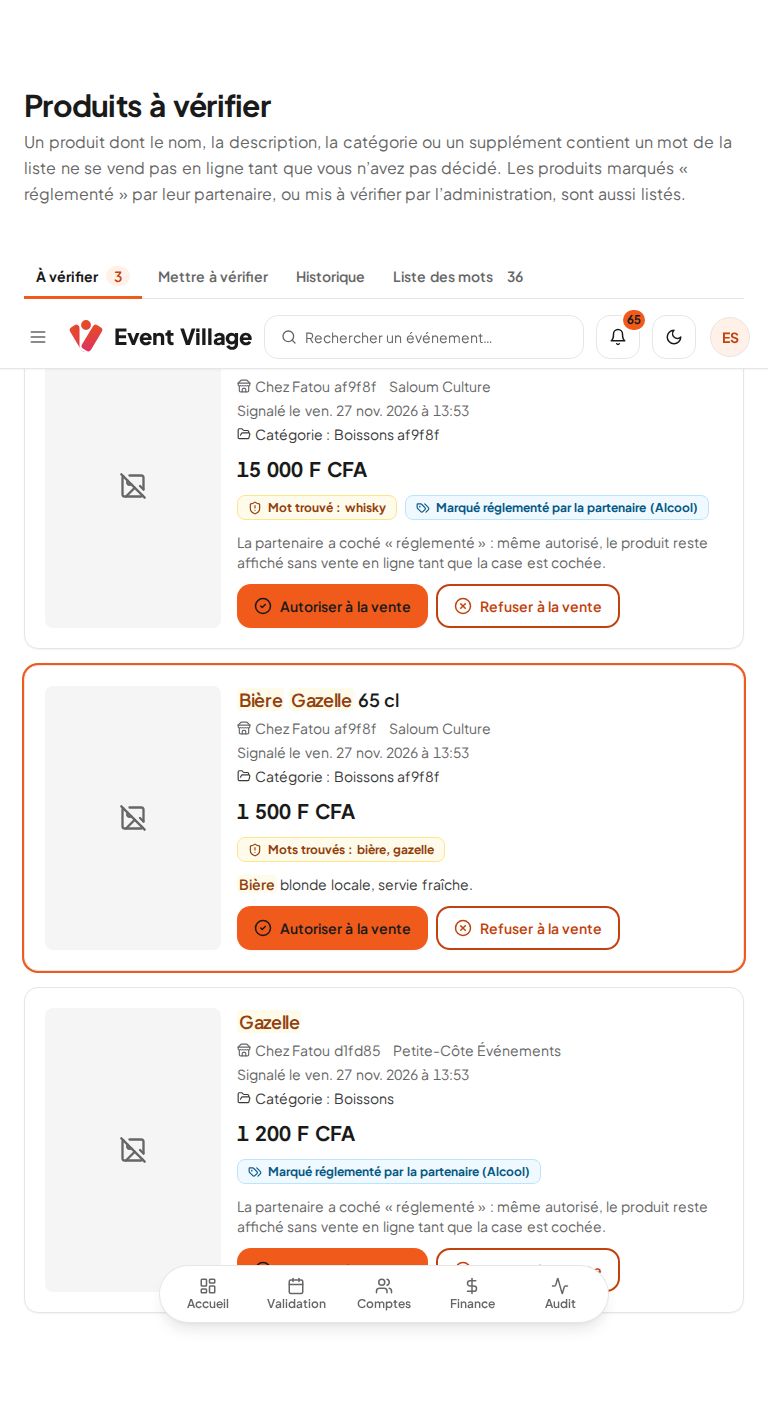 Produits à vérifier
Un produit dont le nom, la description, la catégorie ou un supplément contient un mot de la
liste ne se vend pas en ligne tant que vous n’avez pas décidé. Les produits marqués «
réglementé » par leur partenaire, ou mis à vérifier par l’administration, sont aussi listés.
À vérifier 3 Mettre à vérifier Historique Liste des mots 36
Event Village Rechercher un événement… 65 ES
Chez Fatou af9f8f Saloum Culture
Signalé le ven. 27 nov. 2026 à 13:53
Catégorie : Boissons af9f8f
15 000 F CFA
Mot trouvé : whisky Marqué réglementé par la partenaire (Alcool)
La partenaire a coché « réglementé » : même autorisé, le produit reste
affiché sans vente en ligne tant que la case est cochée.
Autoriser à la vente Refuser à la vente
Bière Gazelle 65 cl
Chez Fatou af9f8f Saloum Culture
Signalé le ven. 27 nov. 2026 à 13:53
Catégorie : Boissons af9f8f
1 500 F CFA
Mots trouvés : bière, gazelle
Bière blonde locale, servie fraîche.
Autoriser à la vente Refuser à la vente
Gazelle
Chez Fatou d1fd85 Petite-Côte Événements
Signalé le ven. 27 nov. 2026 à 13:53
Catégorie : Boissons
1 200 F CFA
Marqué réglementé par la partenaire (Alcool)
La partenaire a coché « réglementé » : même autorisé, le produit reste
affiché sans vente en ligne tant que la case est cochée.
Accueil Validation Comptes Finance Audit